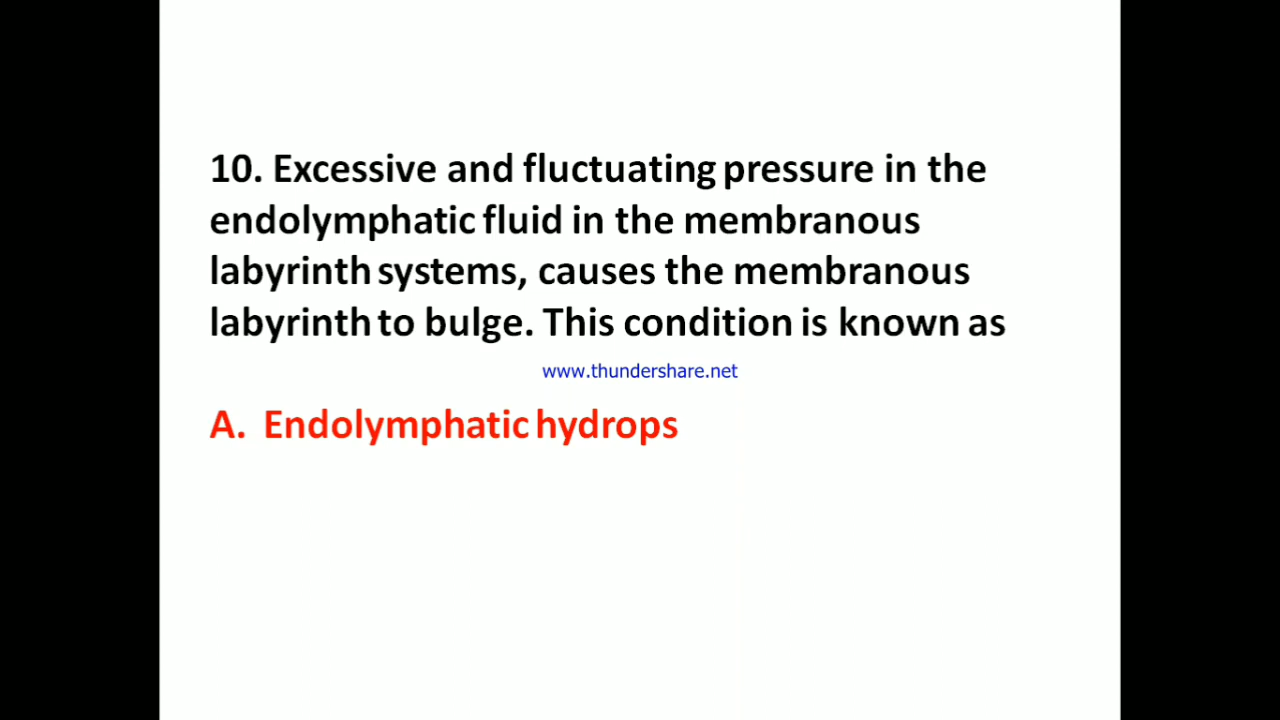 10. Excessive and fluctuating pressure in the
endolymphatic fluid in the membranous
labyrinth systems, causes the membranous
labyrinth to bulge. This condition is known as
www.thundershare.net
A. Endolymphatic hydrops